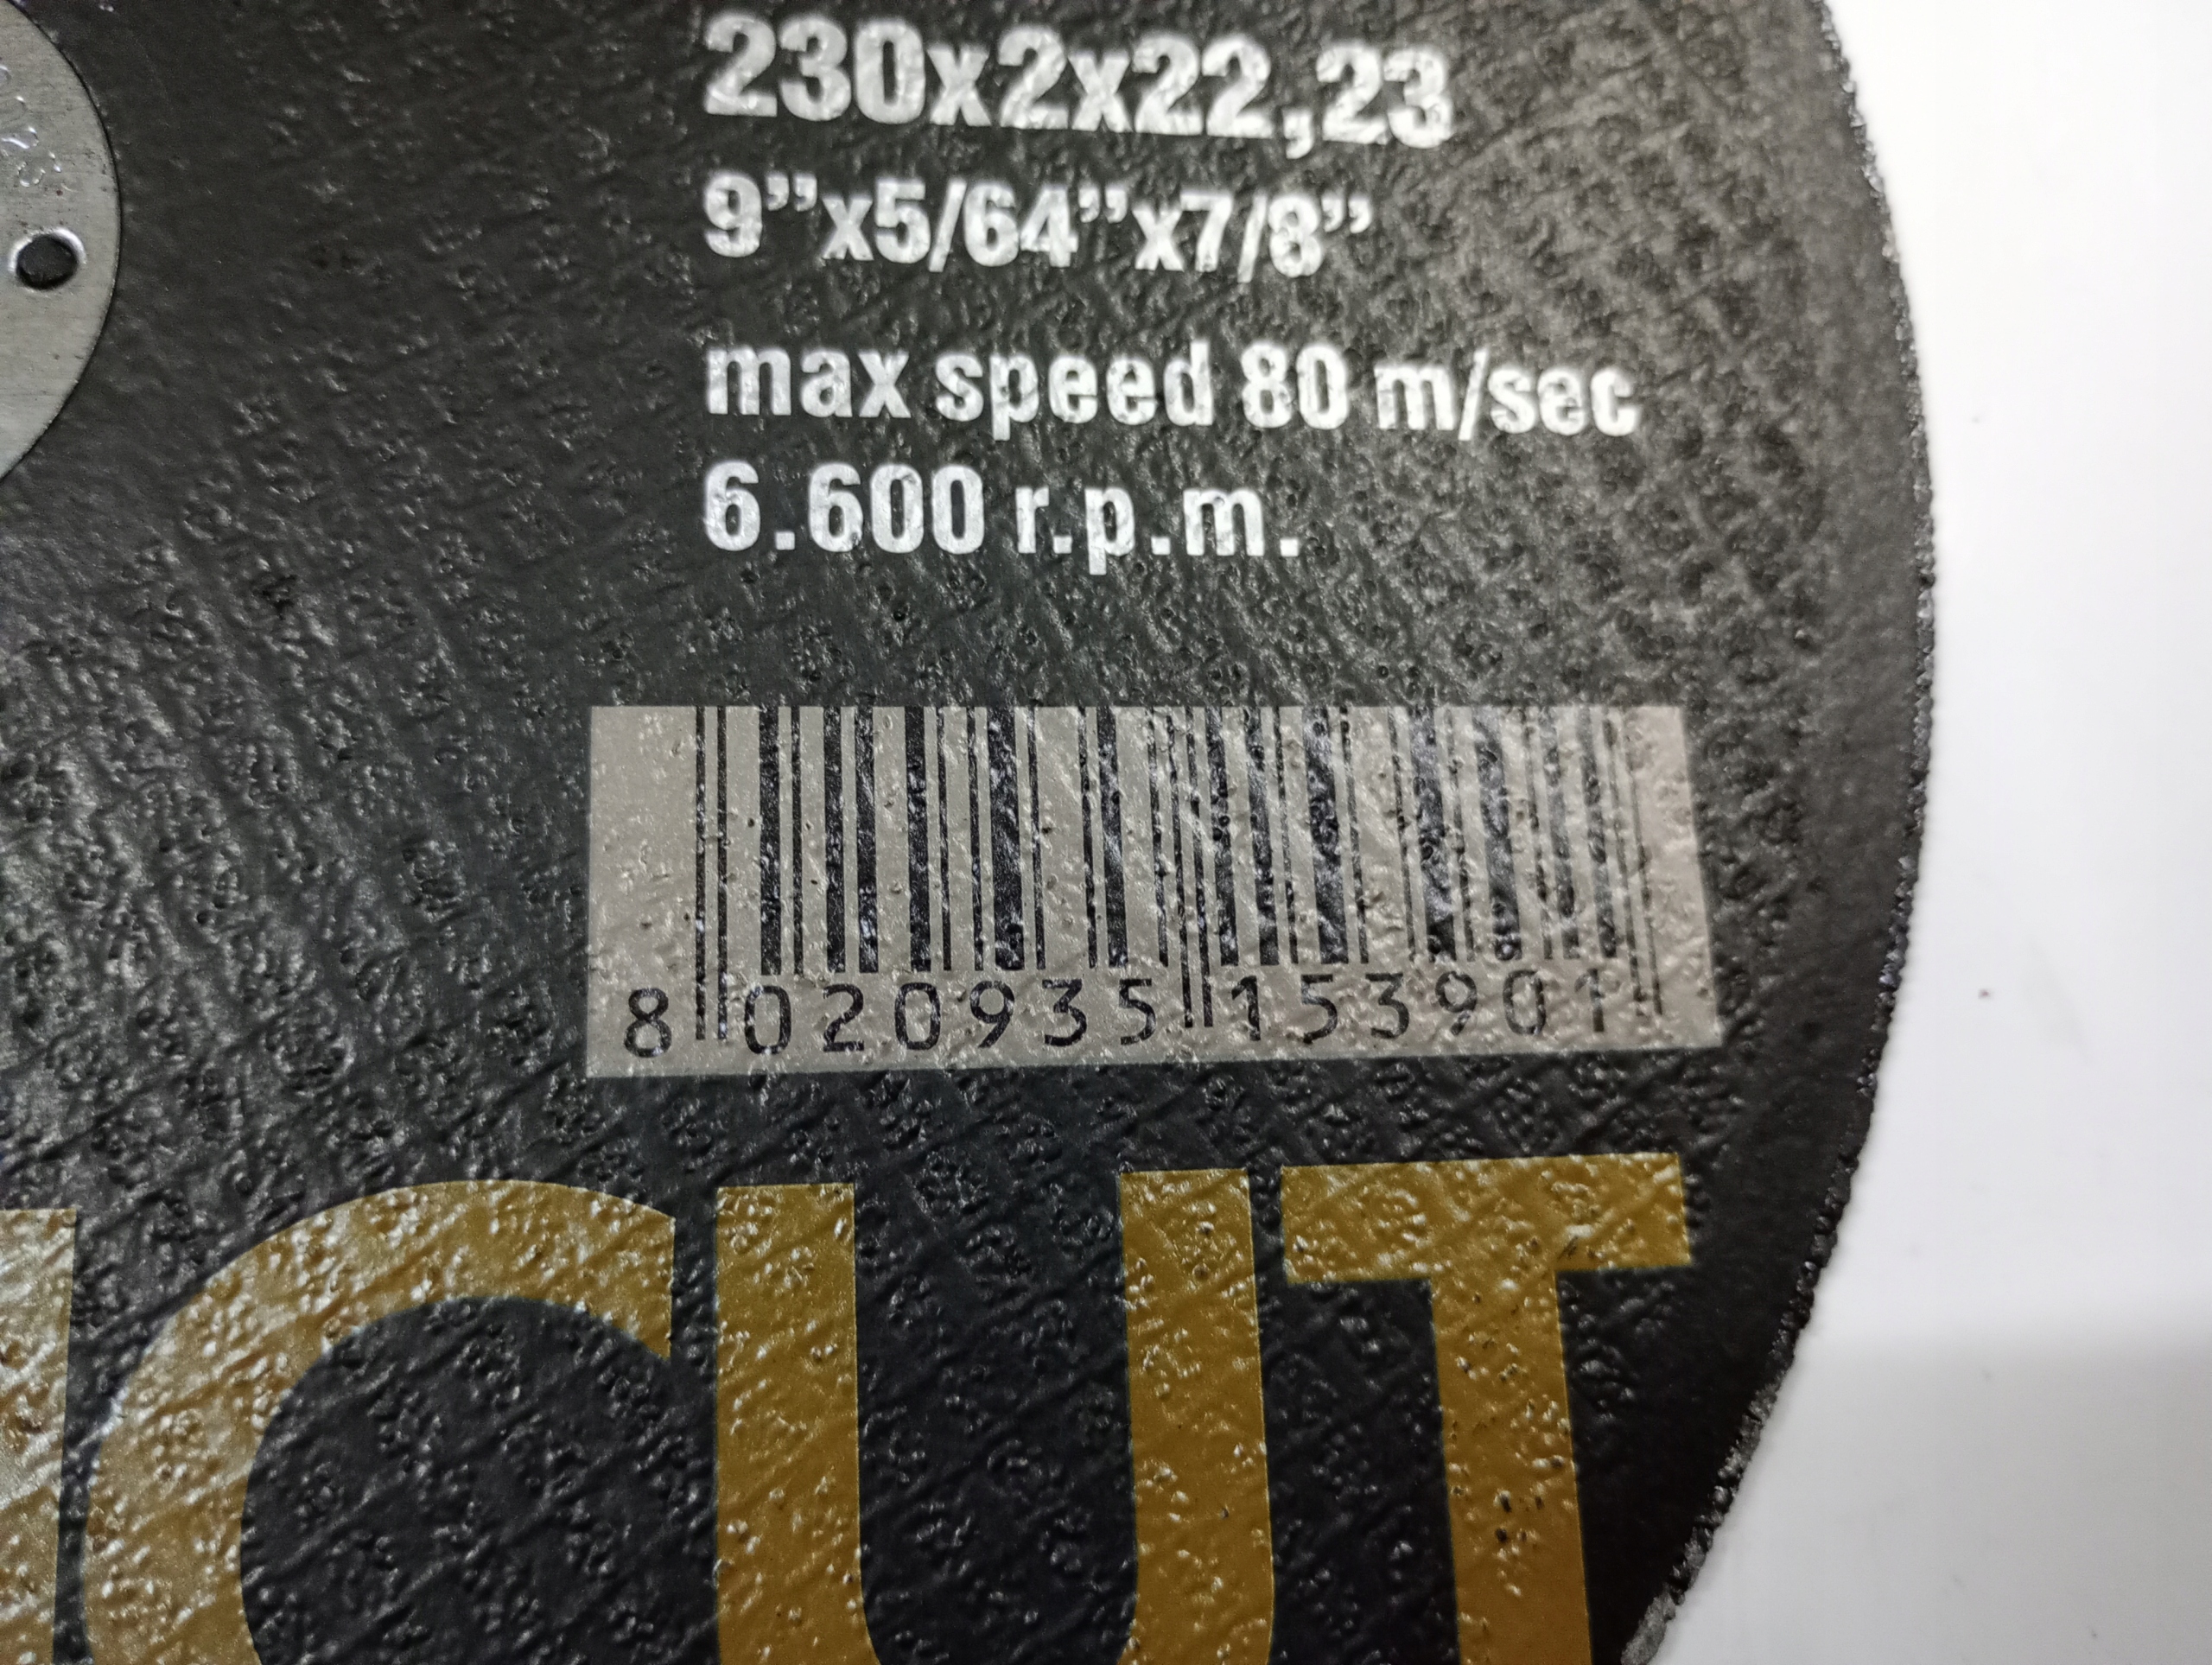 230x2x22,23
9”x5/64”x7/8”
max speed 80 m/sec
6.600 r.p.m.
8 020935 153901
CUT